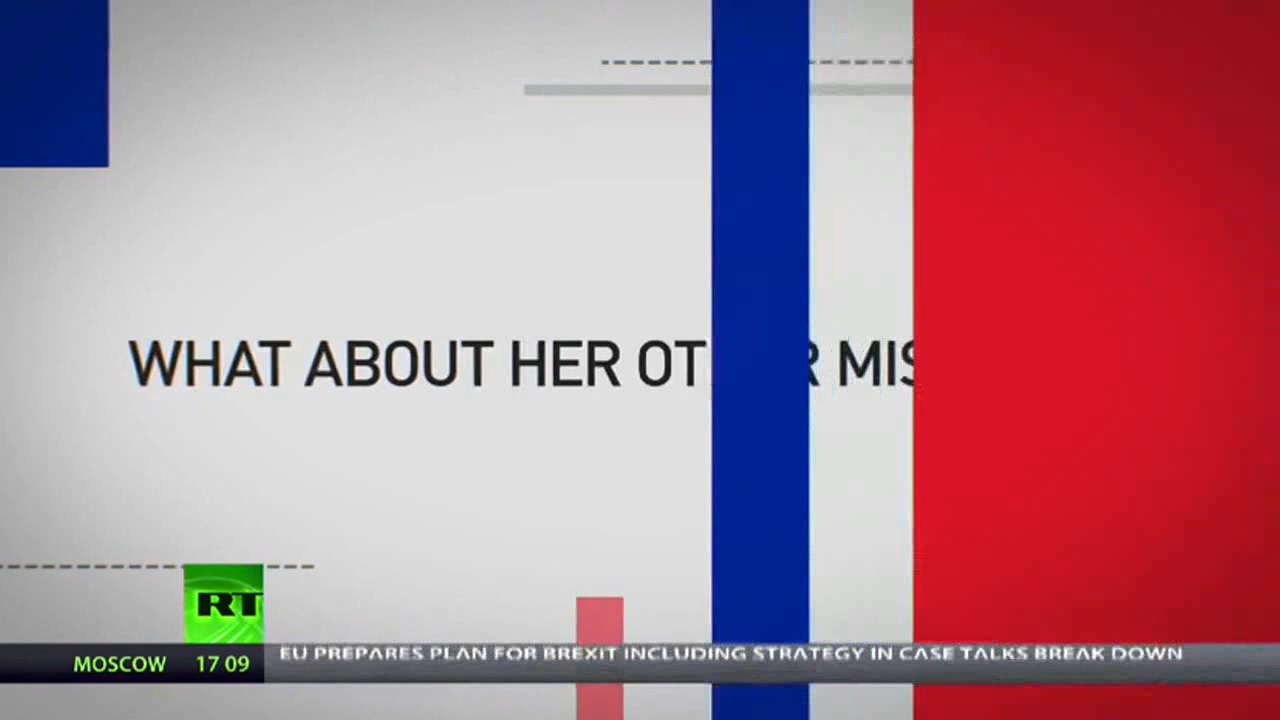 WHAT ABOUT HER
RT
EU PREPARES PLAN FOR BREXIT INCLUDING STRATEGY IN CASE TALKS BREAK DOWN
MOSCOW 17 09